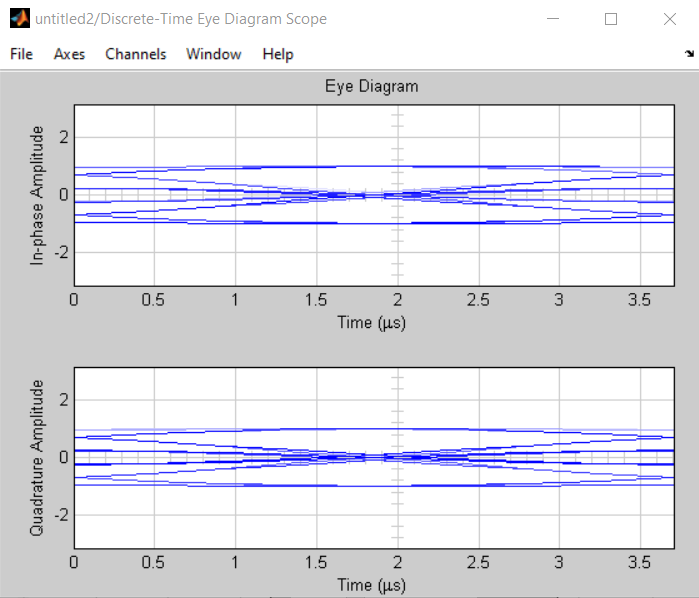 untitled2/Discrete-Time Eye Diagram Scope
File Axes Channels Window Help
Eye Diagram
In-phase Amplitude
2
0
-2
0 0.5 1 1.5 2 2.5 3 3.5
Time (μs)
Quadrature Amplitude
2
0
-2
0 0.5 1 1.5 2 2.5 3 3.5
Time (μs)